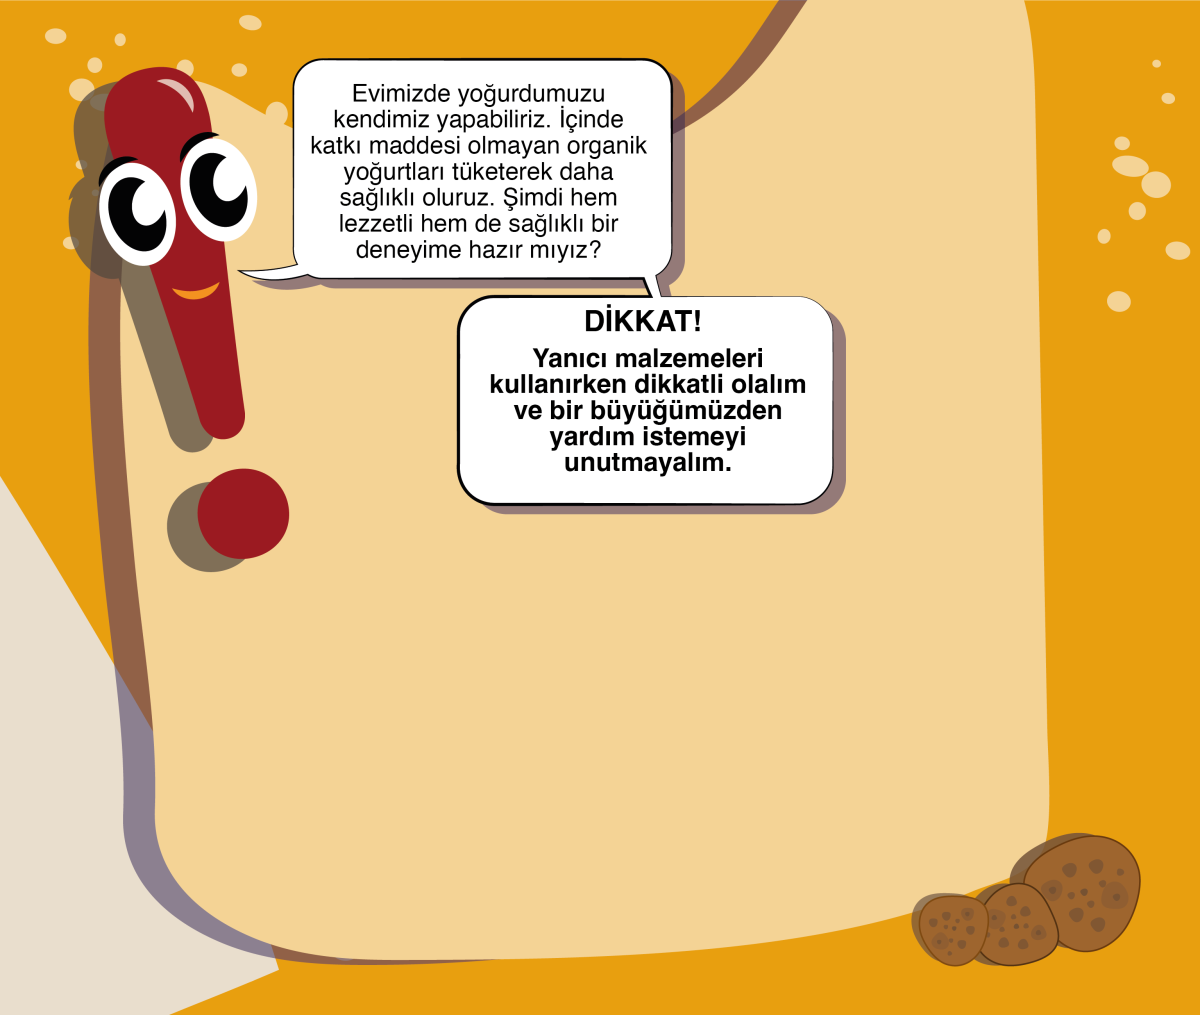 Evimizde yoğurdumuzu
kendimiz yapabiliriz. İçinde
katkı maddesi olmayan organik
yoğurtları tüketerek daha
sağlıklı oluruz. Şimdi hem
lezzetli hem de sağlıklı bir
deneyime hazır mıyız?
DİKKAT!
Yanıcı malzemeleri
kullanırken dikkatli olalım
ve bir büyüğümüzden
yardım istemeyi
unutmayalım.